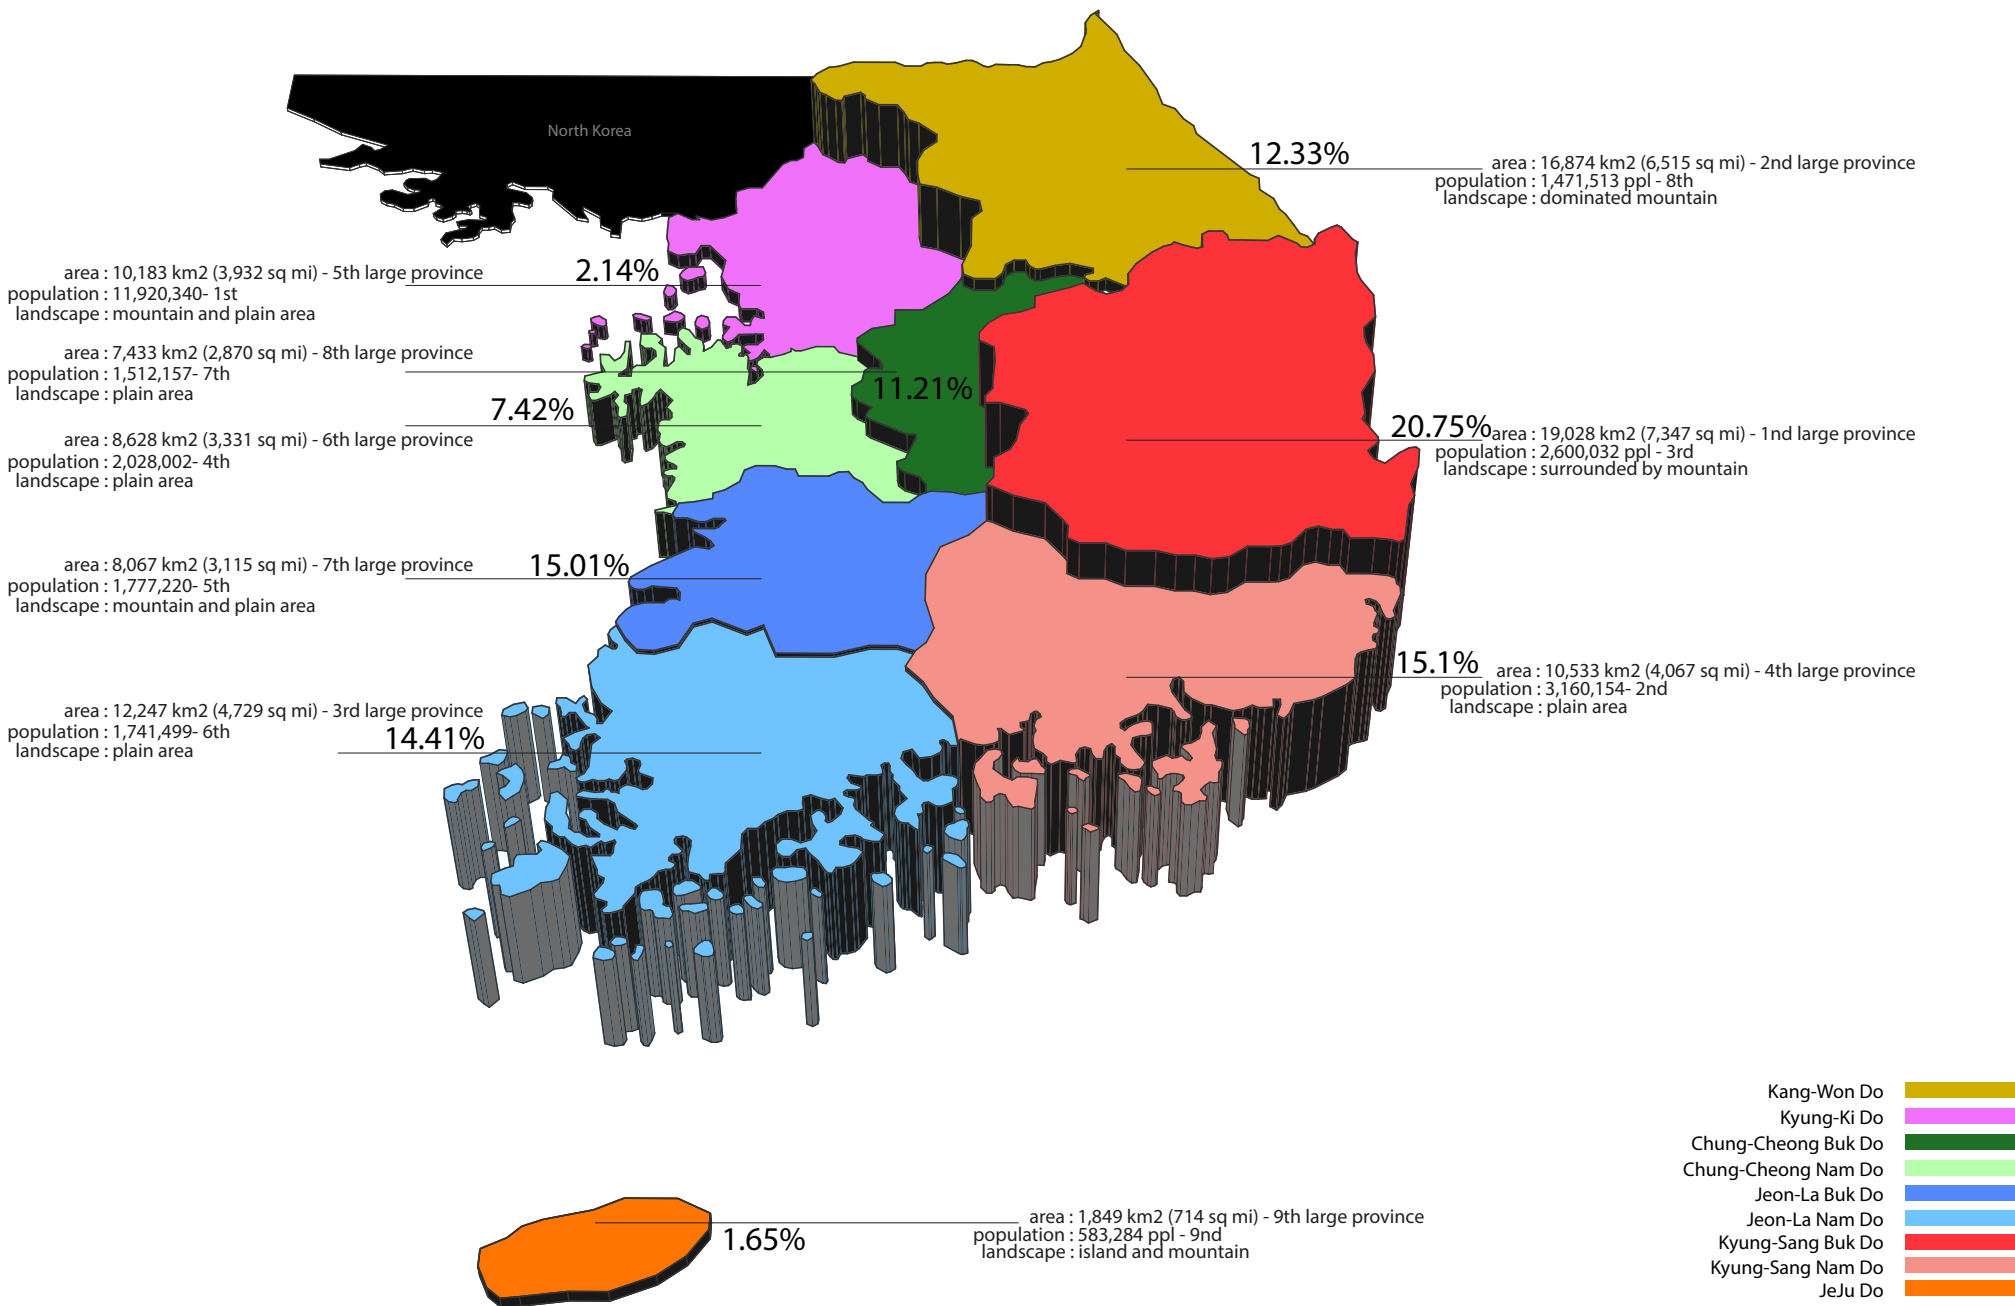 North Korea
12.33%
area : 16,874 km2 (6,515 sq mi) - 2nd large province
population : 1,471,513 ppl - 8th
landscape : dominated mountain
area : 10,183 km2 (3,932 sq mi) - 5th large province
2.14%
population : 11,920,340- 1st
landscape : mountain and plain area
area : 7,433 km2 (2,870 sq mi) - 8th large province
population : 1,512,157- 7th
landscape : plain area
11.21%
7.42%
area : 8,628 km2 (3,331 sq mi) - 6th large province
population : 2,028,002- 4th
landscape : plain area
20.75%
area : 19,028 km2 (7,347 sq mi) - 1nd large province
population : 2,600,032 ppl - 3rd
landscape : surrounded by mountain
area : 8,067 km2 (3,115 sq mi) - 7th large province
15.01%
population : 1,777,220- 5th
landscape : mountain and plain area
15.1%
area : 10,533 km2 (4,067 sq mi) - 4th large province
population : 3,160,154- 2nd
landscape : plain area
area : 12,247 km2 (4,729 sq mi) - 3rd large province
population : 1,741,499- 6th
14.41%
landscape : plain area
area : 1,849 km2 (714 sq mi) - 9th large province
1.65%
population : 583,284 ppl - 9nd
landscape : island and mountain
Kang-Won Do
Kyung-Ki Do
Chung-Cheong Buk Do
Chung-Cheong Nam Do
Jeon-La Buk Do
Jeon-La Nam Do
Kyung-Sang Buk Do
Kyung-Sang Nam Do
JeJu Do